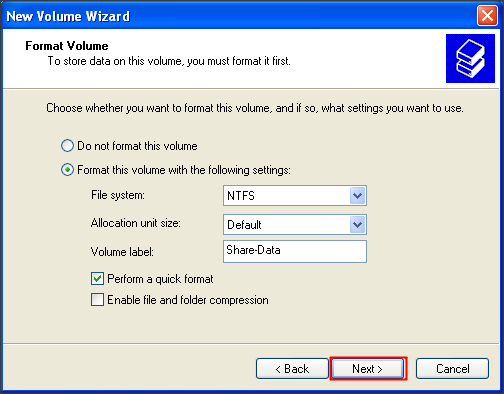 New Volume Wizard
Format Volume
To store data on this volume, you must format it first.
Choose whether you want to format this volume, and if so, what settings you want to use.
Do not format this volume
Format this volume with the following settings:
File system: NTFS
Allocation unit size: Default
Volume label: Share-Data
Perform a quick format
Enable file and folder compression
< Back Next > Cancel